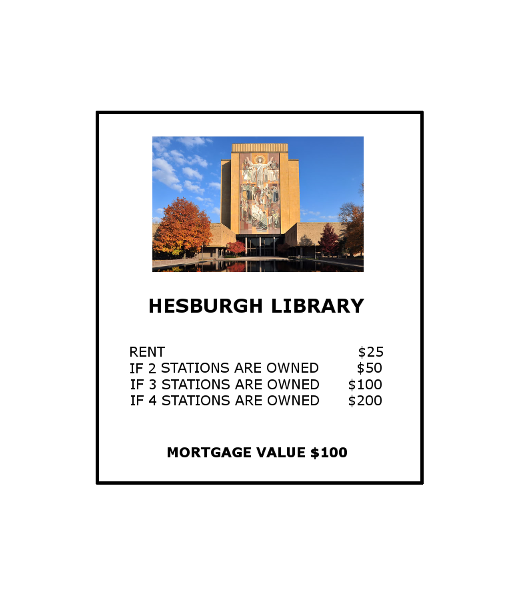 HESBURGH LIBRARY
RENT $25
IF 2 STATIONS ARE OWNED $50
IF 3 STATIONS ARE OWNED $100
IF 4 STATIONS ARE OWNED $200
MORTGAGE VALUE $100